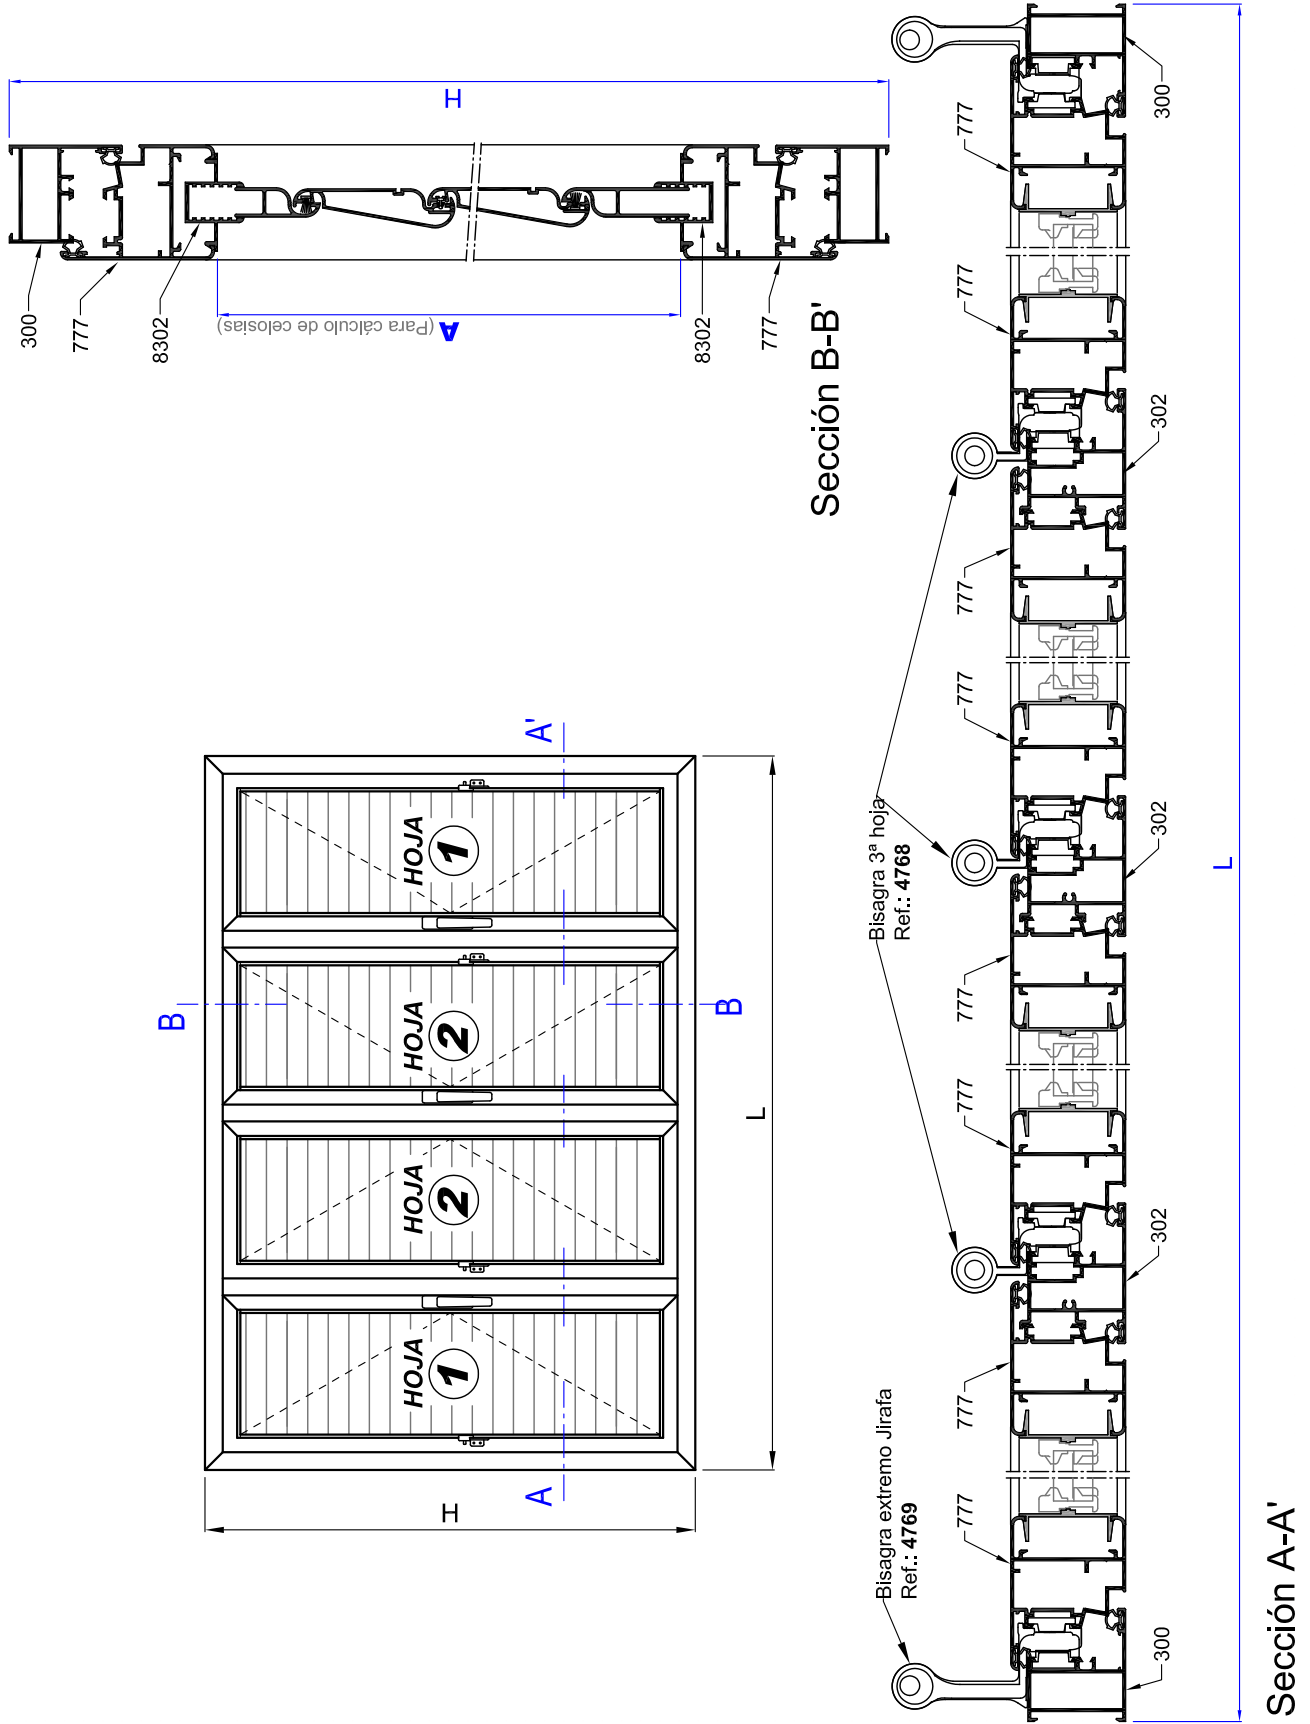 H
300
777
8302
A (Para cálculo de celosias)
8302
777
Sección B-B'
A'
B
B
HOJA
1
HOJA
2
HOJA
2
HOJA
1
L
A
H
Bisagra 3ª hoja
Ref.: 4768
Bisagra extremo Jirafa
Ref.: 4769
777
300
777
302
777
777
302
777
777
302
777
777
300
L
Sección A-A'